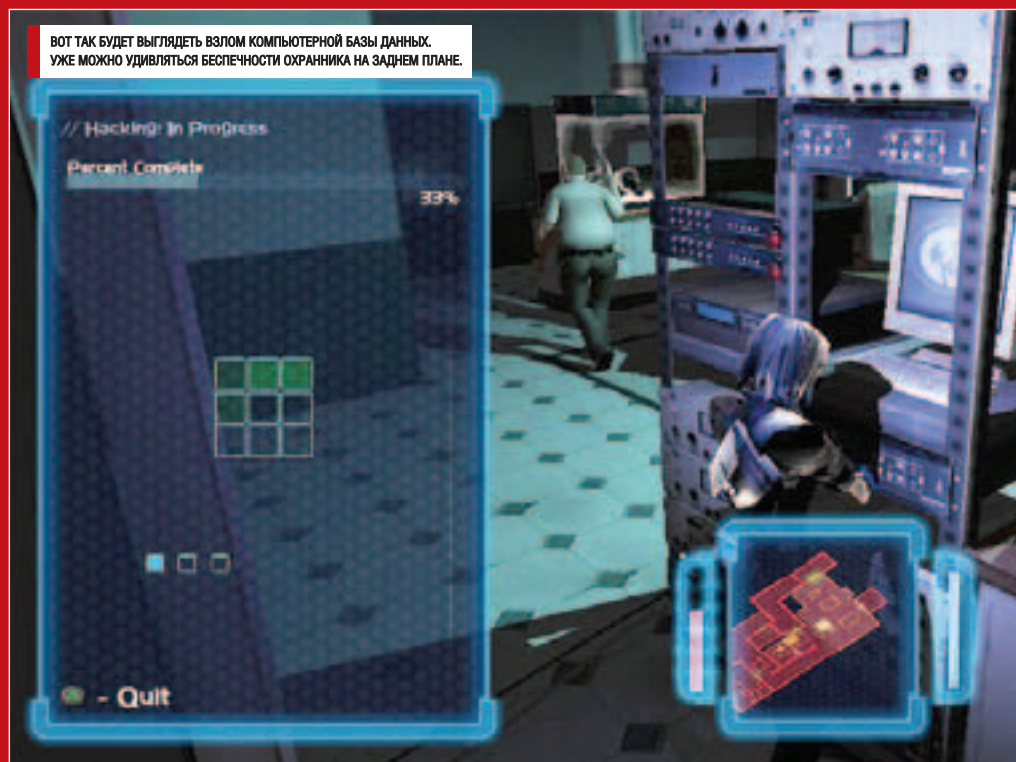 ВОТ ТАК БУДЕТ ВЫГЛЯДЕТЬ ВЗЛОМ КОМПЬЮТЕРНОЙ БАЗЫ ДАННЫХ.
УЖЕ МОЖНО УДИВЛЯТЬСЯ БЕСПЕЧНОСТИ ОХРАННИКА НА ЗАДНЕМ ПЛАНЕ.
// Hacking: In Progress
Percent Complete
33%
- Quit